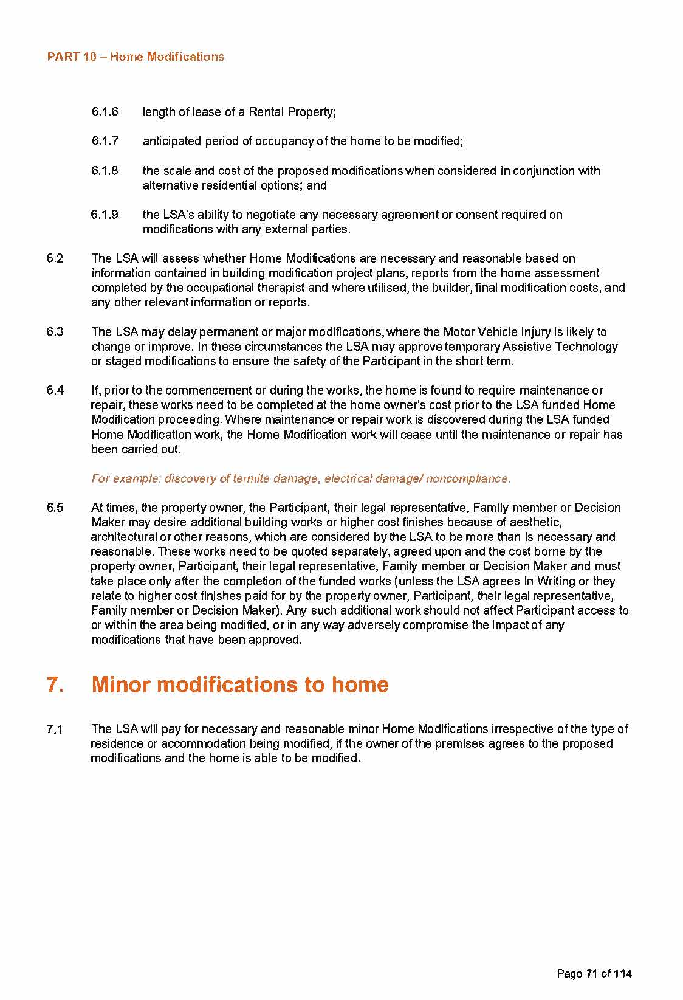 PART 10 – Home Modifications
6.1.6 length of lease of a Rental Property;
6.1.7 anticipated period of occupancy of the home to be modified;
6.1.8 the scale and cost of the proposed modifications when considered in conjunction with
alternative residential options; and
6.1.9 the LSA's ability to negotiate any necessary agreement or consent required on
modifications with any external parties.
6.2 The LSA will assess whether Home Modifications are necessary and reasonable based on
information contained in building modification project plans, reports from the home assessment
completed by the occupational therapist and where utilised, the builder, final modification costs, and
any other relevant information or reports.
6.3 The LSA may delay permanent or major modifications, where the Motor Vehicle Injury is likely to
change or improve. In these circumstances the LSA may approve temporary Assistive Technology
or staged modifications to ensure the safety of the Participant in the short term.
6.4 If, prior to the commencement or during the works, the home is found to require maintenance or
repair, these works need to be completed at the home owner's cost prior to the LSA funded Home
Modification proceeding. Where maintenance or repair work is discovered during the LSA funded
Home Modification work, the Home Modification work will cease until the maintenance or repair has
been carried out.
For example: discovery of termite damage, electrical damage/ noncompliance.
6.5 At times, the property owner, the Participant, their legal representative, Family member or Decision
Maker may desire additional building works or higher cost finishes because of aesthetic,
architectural or other reasons, which are considered by the LSA to be more than is necessary and
reasonable. These works need to be quoted separately, agreed upon and the cost borne by the
property owner, Participant, their legal representative, Family member or Decision Maker and must
take place only after the completion of the funded works (unless the LSA agrees In Writing or they
relate to higher cost finishes paid for by the property owner, Participant, their legal representative,
Family member or Decision Maker). Any such additional work should not affect Participant access to
or within the area being modified, or in any way adversely compromise the impact of any
modifications that have been approved.
7. Minor modifications to home
7.1 The LSA will pay for necessary and reasonable minor Home Modifications irrespective of the type of
residence or accommodation being modified, if the owner of the premlses agrees to the proposed
modifications and the home is able to be modified.
Page 71 of 114